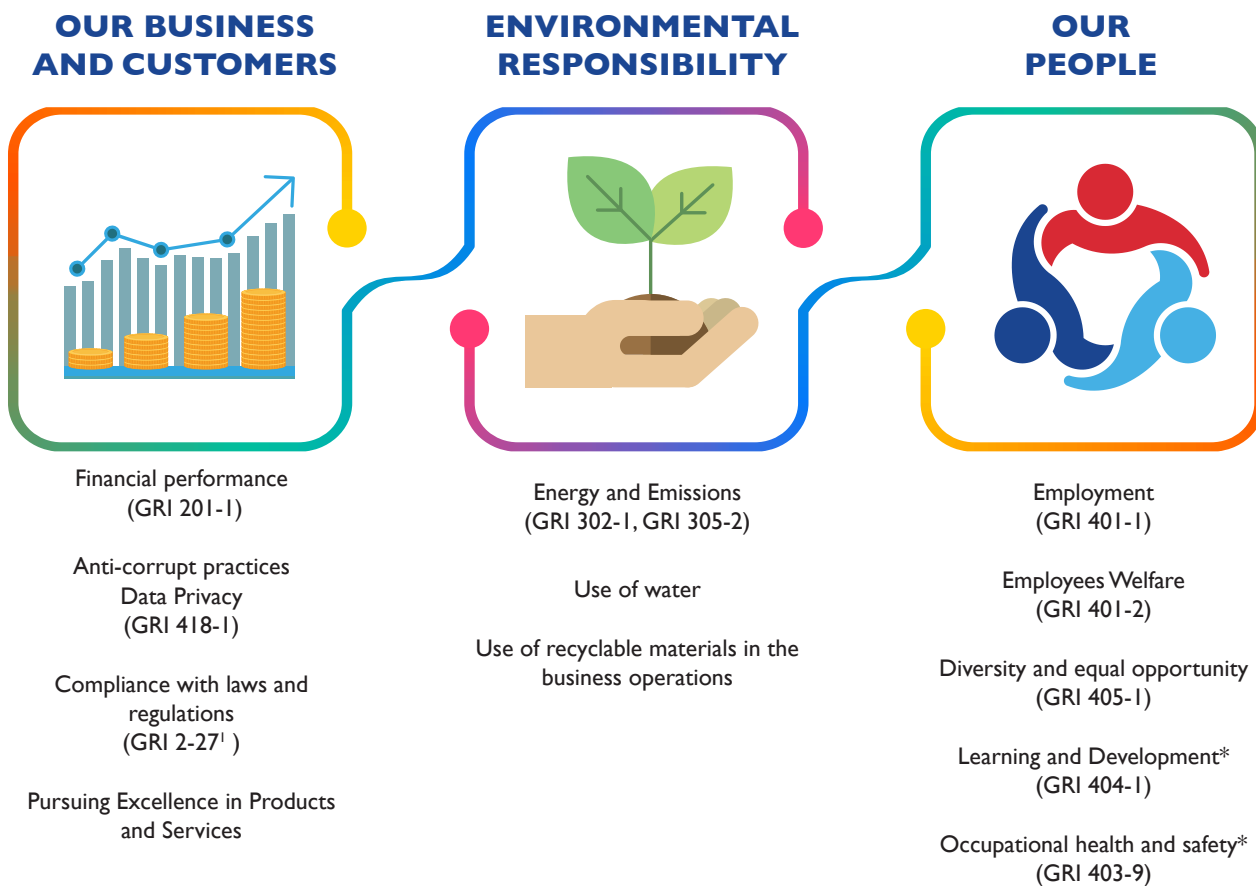 OUR BUSINESS
AND CUSTOMERS
Financial performance
(GRI 201-1)
Anti-corrupt practices
Data Privacy
(GRI 418-1)
Compliance with laws and
regulations
(GRI 2-27¹ )
Pursuing Excellence in Products
and Services
ENVIRONMENTAL
RESPONSIBILITY
Energy and Emissions
(GRI 302-1, GRI 305-2)
Use of water
Use of recyclable materials in the
business operations
OUR
PEOPLE
Employment
(GRI 401-1)
Employees Welfare
(GRI 401-2)
Diversity and equal opportunity
(GRI 405-1)
Learning and Development*
(GRI 404-1)
Occupational health and safety*
(GRI 403-9)